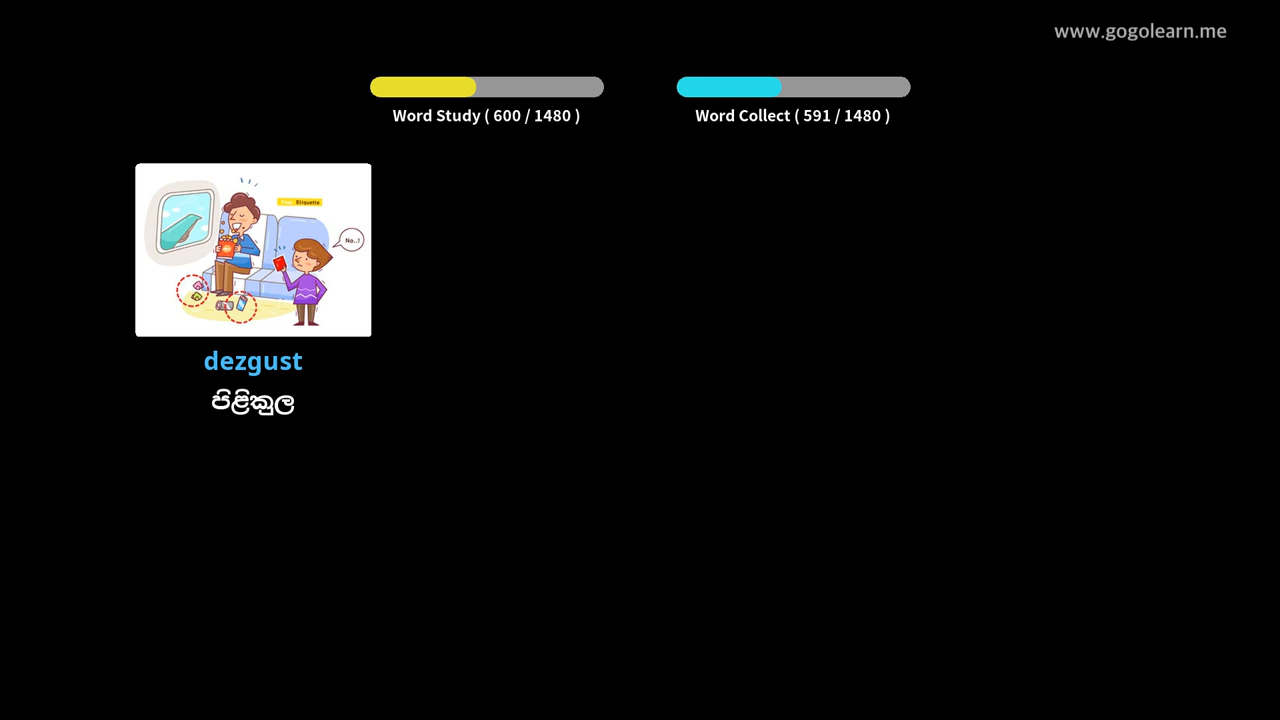 www.gogolearn.me
Word Study ( 600 / 1480 )
Word Collect ( 591 / 1480 )
Etiquette
No..!
dezgust
පිළිකුල